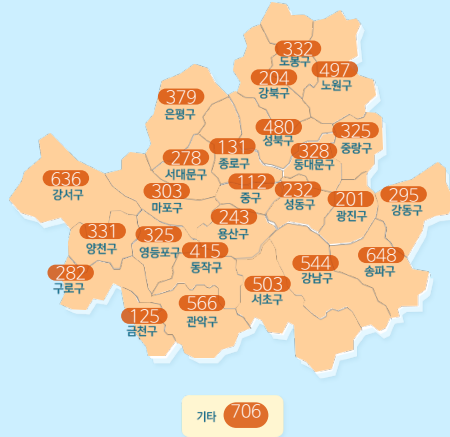 332
도봉구
497
노원구
204
강북구
379
은평구
480
성북구
325
중랑구
131
종로구
328
동대문구
278
서대문구
636
강서구
303
마포구
112
중구
232
성동구
201
광진구
295
강동구
243
용산구
331
양천구
325
영등포구
415
동작구
648
송파구
544
강남구
282
구로구
503
서초구
566
관악구
125
금천구
기타 706